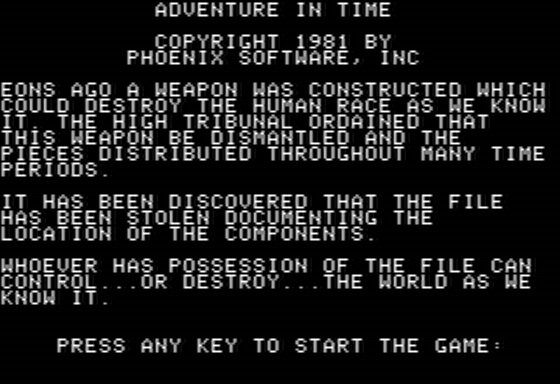 ADVENTURE IN TIME
COPYRIGHT 1981 BY
PHOENIX SOFTWARE, INC
EONS AGO A WEAPON WAS CONSTRUCTED WHICH
COULD DESTROY THE HUMAN RACE AS WE KNOW
IT. THE HIGH TRIBUNAL ORDAINED THAT
THIS WEAPON BE DISMANTLED AND THE
PIECES DISTRIBUTED THROUGHOUT MANY TIME
PERIODS.
IT HAS BEEN DISCOVERED THAT THE FILE
HAS BEEN STOLEN DOCUMENTING THE
LOCATION OF THE COMPONENTS.
WHOEVER HAS POSSESSION OF THE FILE CAN
CONTROL...OR DESTROY...THE WORLD AS WE
KNOW IT.
PRESS ANY KEY TO START THE GAME: